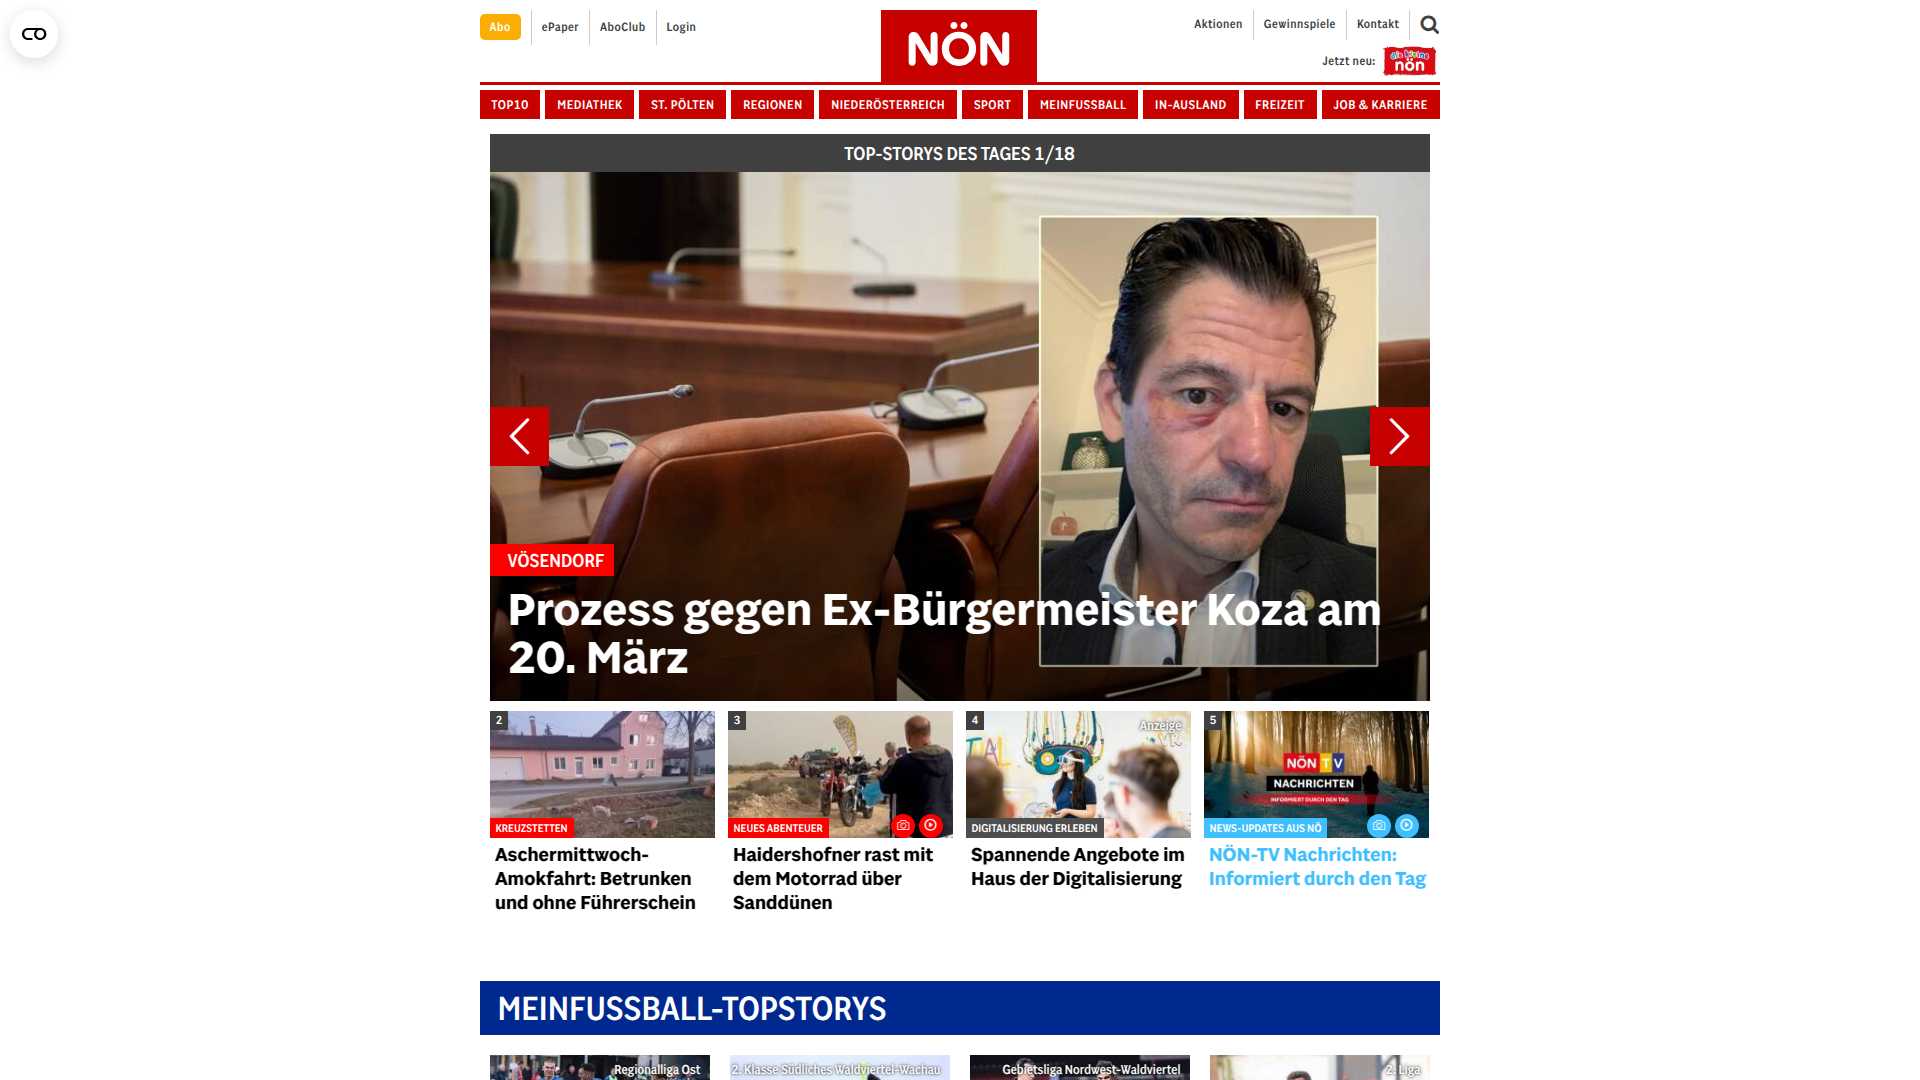 Abo
ePaper
AboClub
Login
NÖN
Aktionen
Gewinnspiele
Kontakt
Jetzt neu:
die kleine
nön
TOP10
MEDIATHEK
ST. PÖLTEN
REGIONEN
NIEDERÖSTERREICH
SPORT
MEINFUSSBALL
IN-AUSLAND
FREIZEIT
JOB & KARRIERE
TOP-STORYS DES TAGES 1/18
VÖSENDORF
Prozess gegen Ex-Bürgermeister Koza am
20. März
2
KREUZSTETTEN
Aschermittwoch-
Amokfahrt: Betrunken
und ohne Führerschein
3
NEUES ABENTEUER
Haidershofner rast mit
dem Motorrad über
Sanddünen
4
Anzeige
DIGITALISIERUNG ERLEBEN
Spannende Angebote im
Haus der Digitalisierung
5
NÖN TV
NACHRICHTEN
INFORMIERT DURCH DEN TAG
NEWS-UPDATES AUS NÖ
NÖN-TV Nachrichten:
Informiert durch den Tag
MEINFUSSBALL-TOPSTORYS
Regionalliga Ost
2. Klasse Südliches Waldviertel-Wachau
Gebietsliga Nordwest-Waldviertel
2. Liga